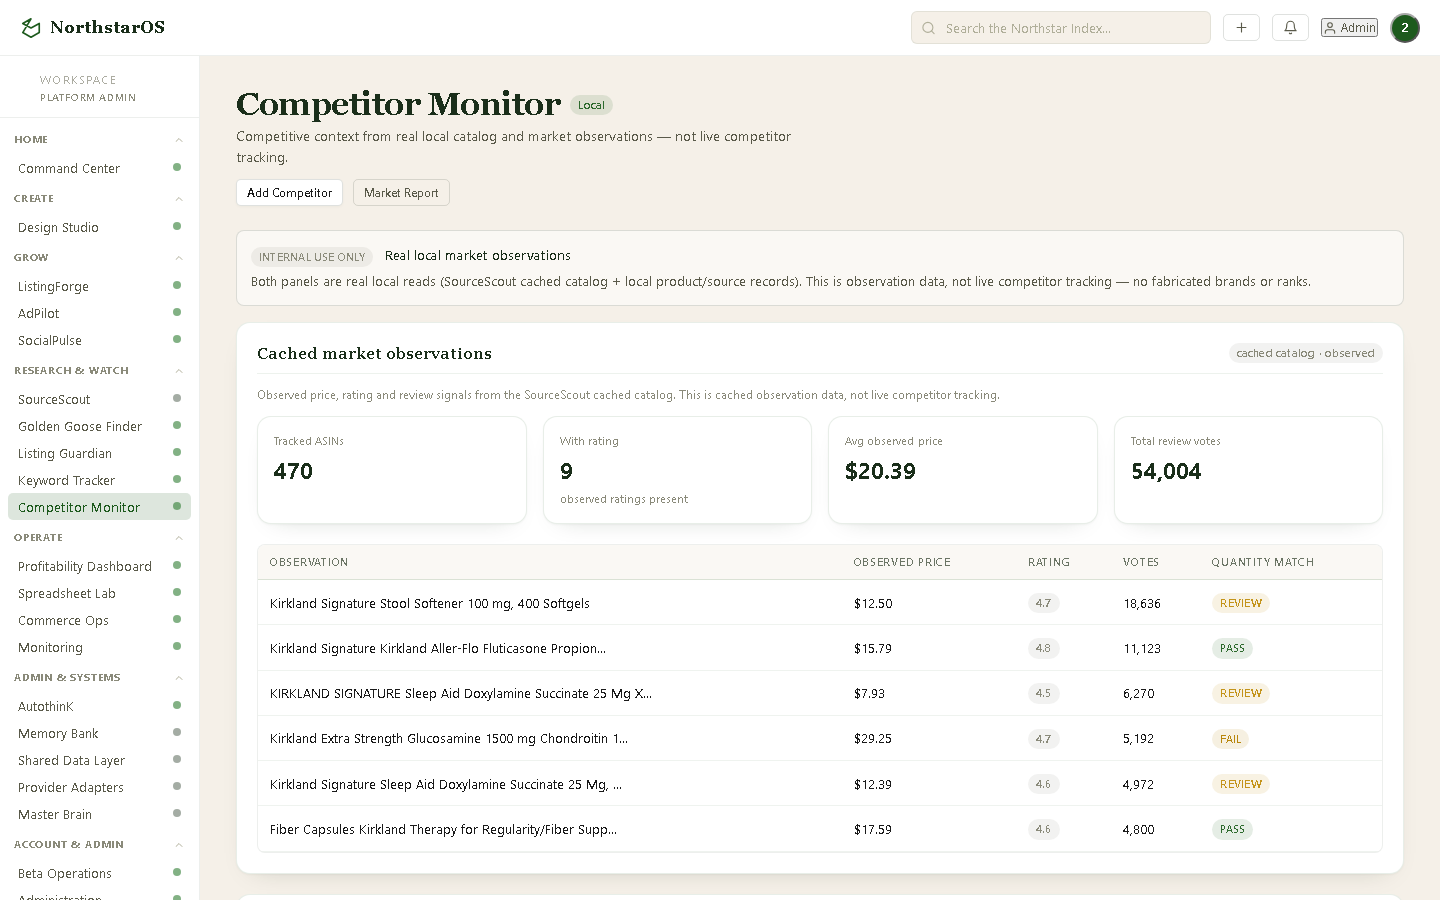 NorthstarOS
Search the Northstar Index...
Admin
2
WORKSPACE
PLATFORM ADMIN
HOME
Command Center
CREATE
Design Studio
GROW
ListingForge
AdPilot
SocialPulse
RESEARCH & WATCH
SourceScout
Golden Goose Finder
Listing Guardian
Keyword Tracker
Competitor Monitor
OPERATE
Profitability Dashboard
Spreadsheet Lab
Commerce Ops
Monitoring
ADMIN & SYSTEMS
AutothinK
Memory Bank
Shared Data Layer
Provider Adapters
Master Brain
ACCOUNT & ADMIN
Beta Operations
Administration
Competitor Monitor Local
Competitive context from real local catalog and market observations — not live competitor
tracking.
Add Competitor Market Report
INTERNAL USE ONLY Real local market observations
Both panels are real local reads (SourceScout cached catalog + local product/source records). This is observation data, not live competitor tracking — no fabricated brands or ranks.
Cached market observations cached catalog · observed
Observed price, rating and review signals from the SourceScout cached catalog. This is cached observation data, not live competitor tracking.
Tracked ASINs
470
With rating
9
observed ratings present
Avg observed price
$20.39
Total review votes
54,004
OBSERVATION OBSERVED PRICE RATING VOTES QUANTITY MATCH
Kirkland Signature Stool Softener 100 mg, 400 Softgels $12.50 4.7 18,636 REVIEW
Kirkland Signature Kirkland Aller-Flo Fluticasone Propion... $15.79 4.8 11,123 PASS
KIRKLAND SIGNATURE Sleep Aid Doxylamine Succinate 25 Mg X... $7.93 4.5 6,270 REVIEW
Kirkland Extra Strength Glucosamine 1500 mg Chondroitin 1... $29.25 4.7 5,192 FAIL
Kirkland Signature Sleep Aid Doxylamine Succinate 25 Mg, ... $12.39 4.6 4,972 REVIEW
Fiber Capsules Kirkland Therapy for Regularity/Fiber Supp... $17.59 4.6 4,800 PASS